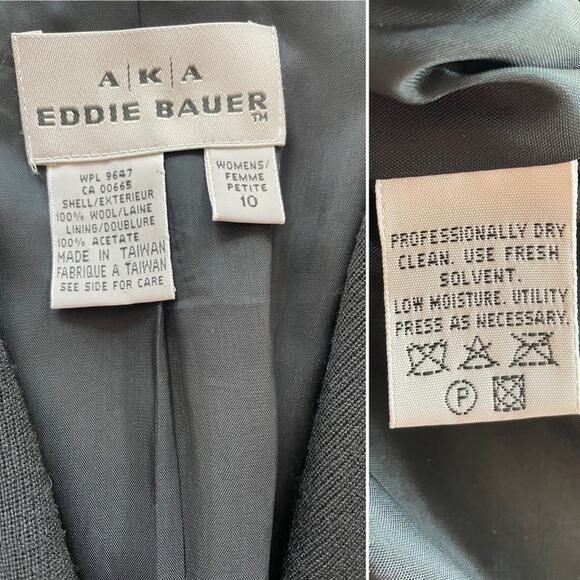 A|K|A
EDDIE BAUER™
WPL 9647
CA 00665
SHELL/EXTERIEUR
100% WOOL/LAINE
LINING/DOUBLURE
100% ACETATE
MADE IN TAIWAN
FABRIQUE A TAIWAN
SEE SIDE FOR CARE
WOMENS/
FEMME
PETITE
10
PROFESSIONALLY DRY
CLEAN. USE FRESH
SOLVENT.
LOW MOISTURE. UTILITY
PRESS AS NECESSARY.
P